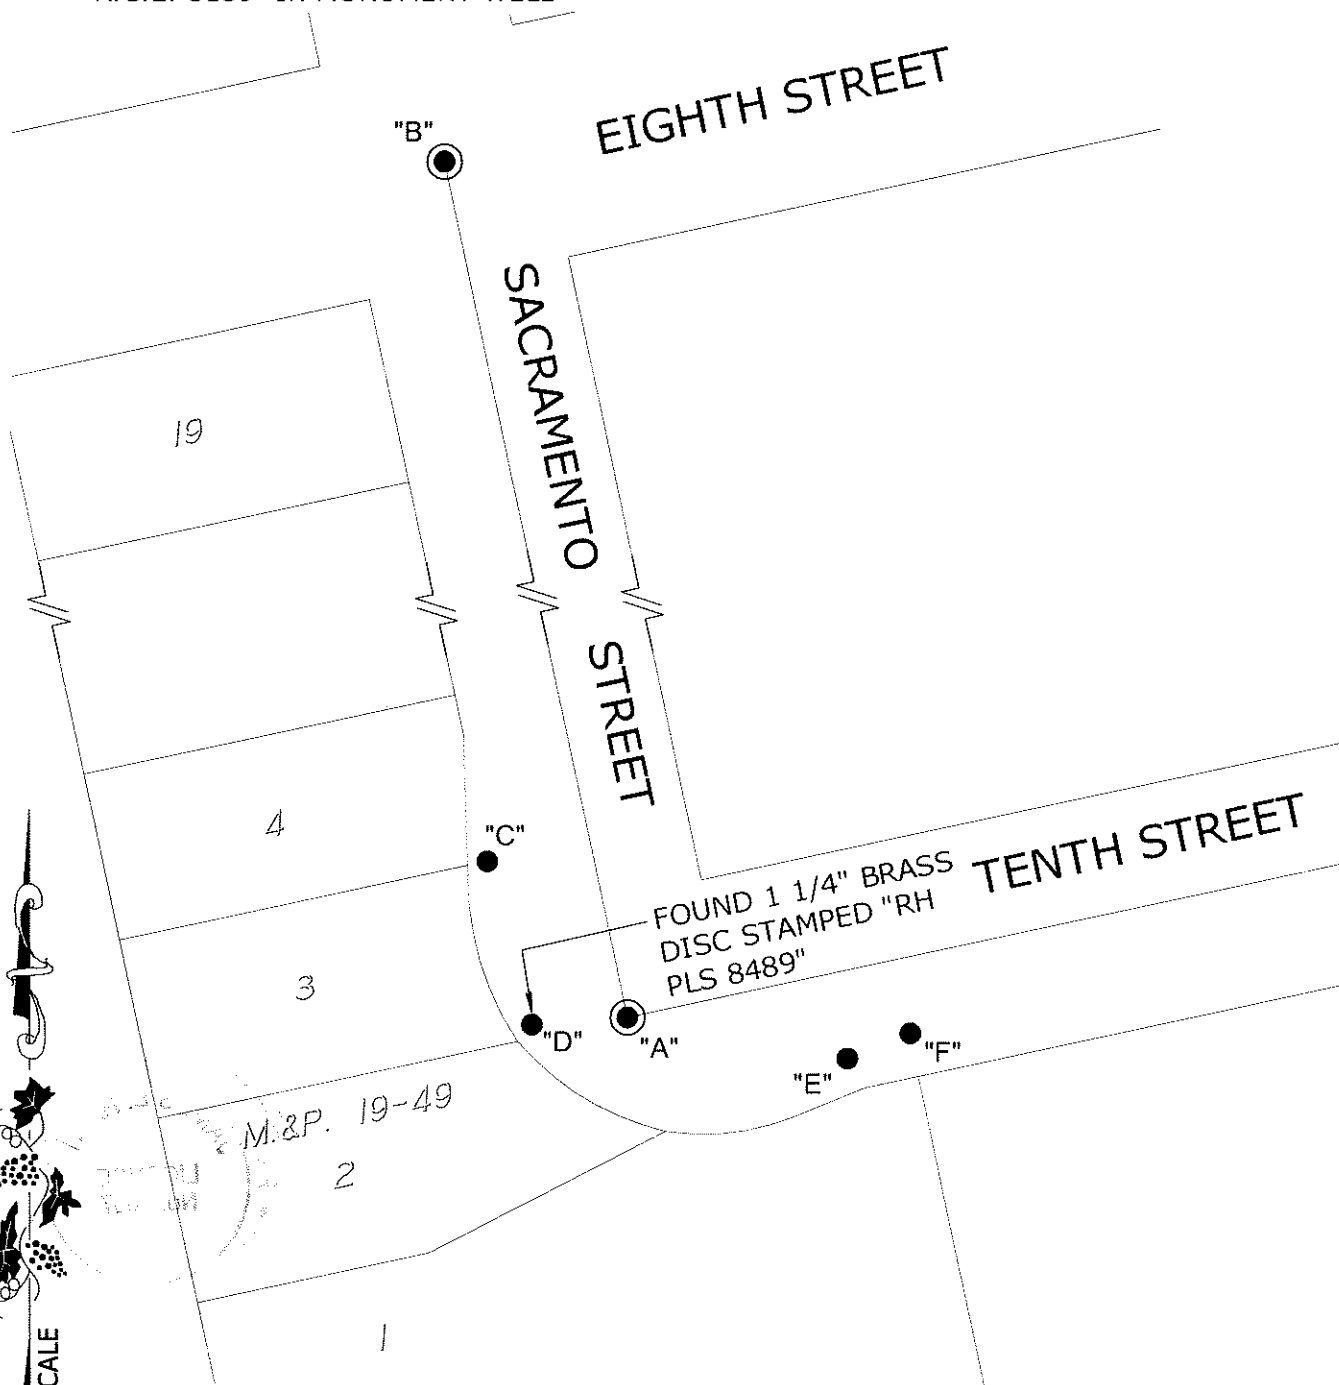 "B"
EIGHTH STREET
SACRAMENTO
STREET
19
4
"C"
FOUND 1 1/4" BRASS
DISC STAMPED "RH
PLS 8489"
TENTH STREET
3
"D"
"A"
"E"
"F"
M.&P. 19-49
2
1
CALE